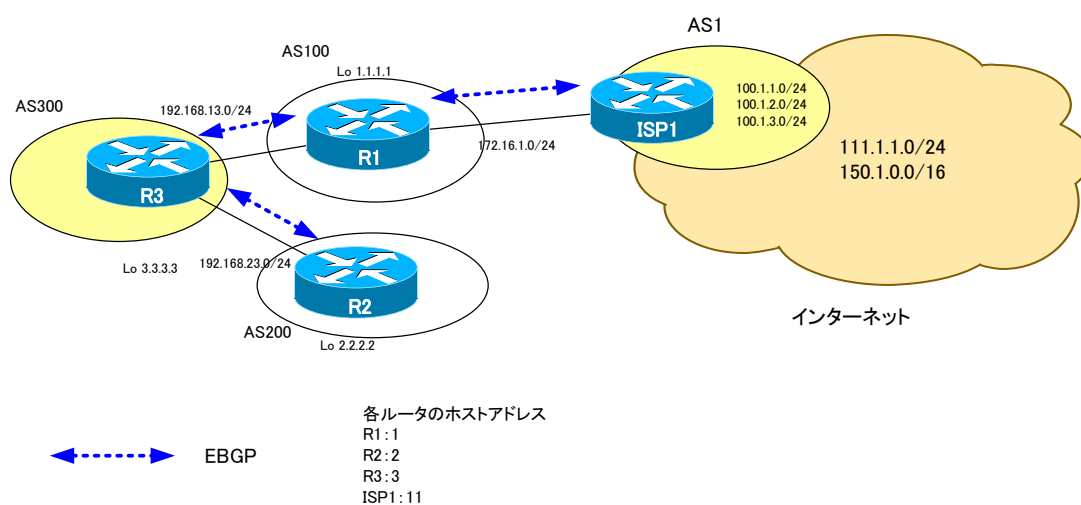 AS1
AS100
Lo 1.1.1.1
AS300
192.168.13.0/24
100.1.1.0/24
100.1.2.0/24
100.1.3.0/24
ISP1
R1
172.16.1.0/24
111.1.1.0/24
150.1.0.0/16
R3
Lo 3.3.3.3
192.168.23.0/24
R2
AS200
Lo 2.2.2.2
インターネット
各ルータのホストアドレス
R1:1
R2:2
R3:3
ISP1:11
EBGP